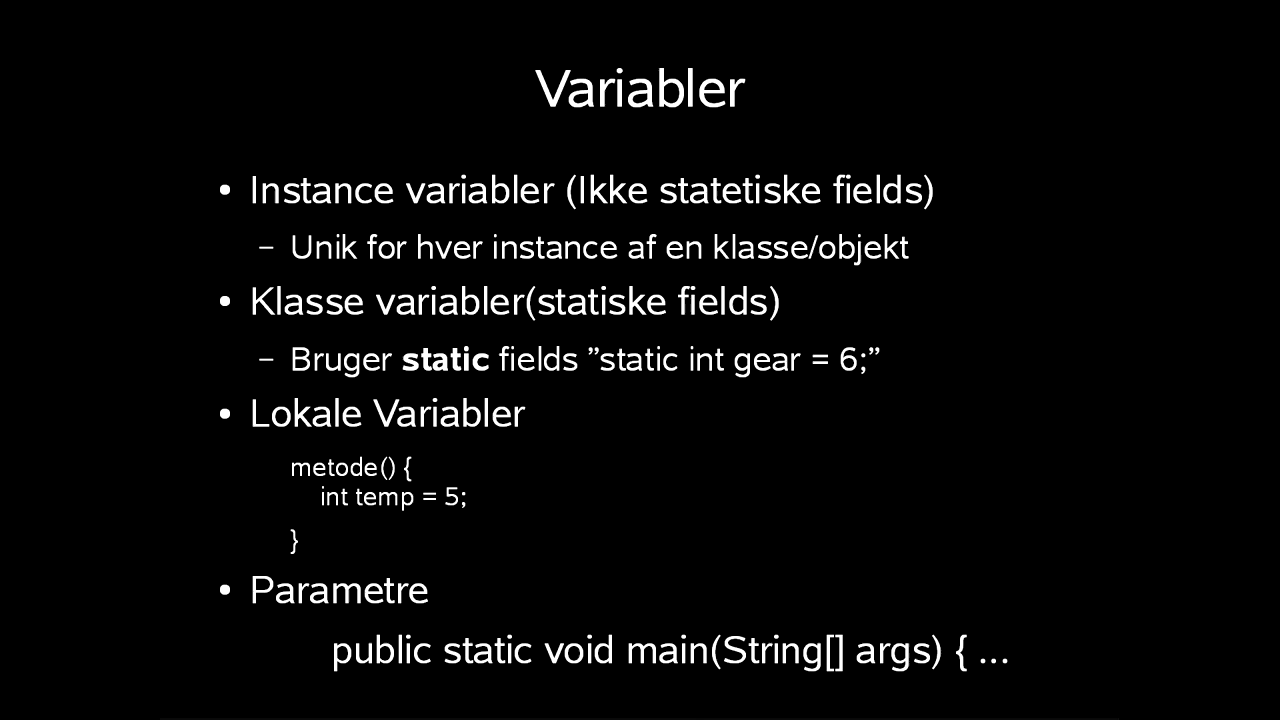 Variabler
• Instance variabler (Ikke statetiske fields)
– Unik for hver instance af en klasse/objekt
• Klasse variabler(statiske fields)
– Bruger static fields ”static int gear = 6;”
• Lokale Variabler
metode() {
int temp = 5;
}
• Parametre
public static void main(String[] args) { ...